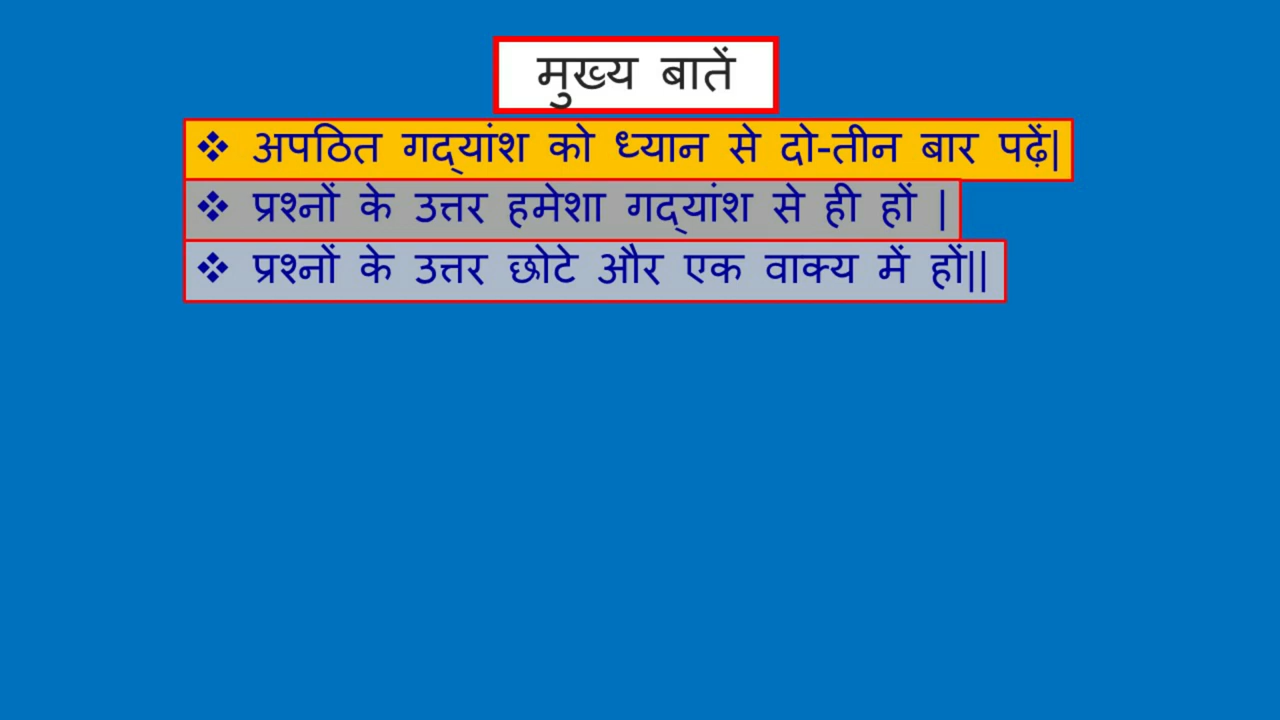 मुख्य बातें
❖ अपठित गद्‌यांश को ध्यान से दो-तीन बार पढ़ें|
❖ प्रश्नों के उत्तर हमेशा गद्‌यांश से ही हों |
❖ प्रश्नों के उत्तर छोटे और एक वाक्य में हों||